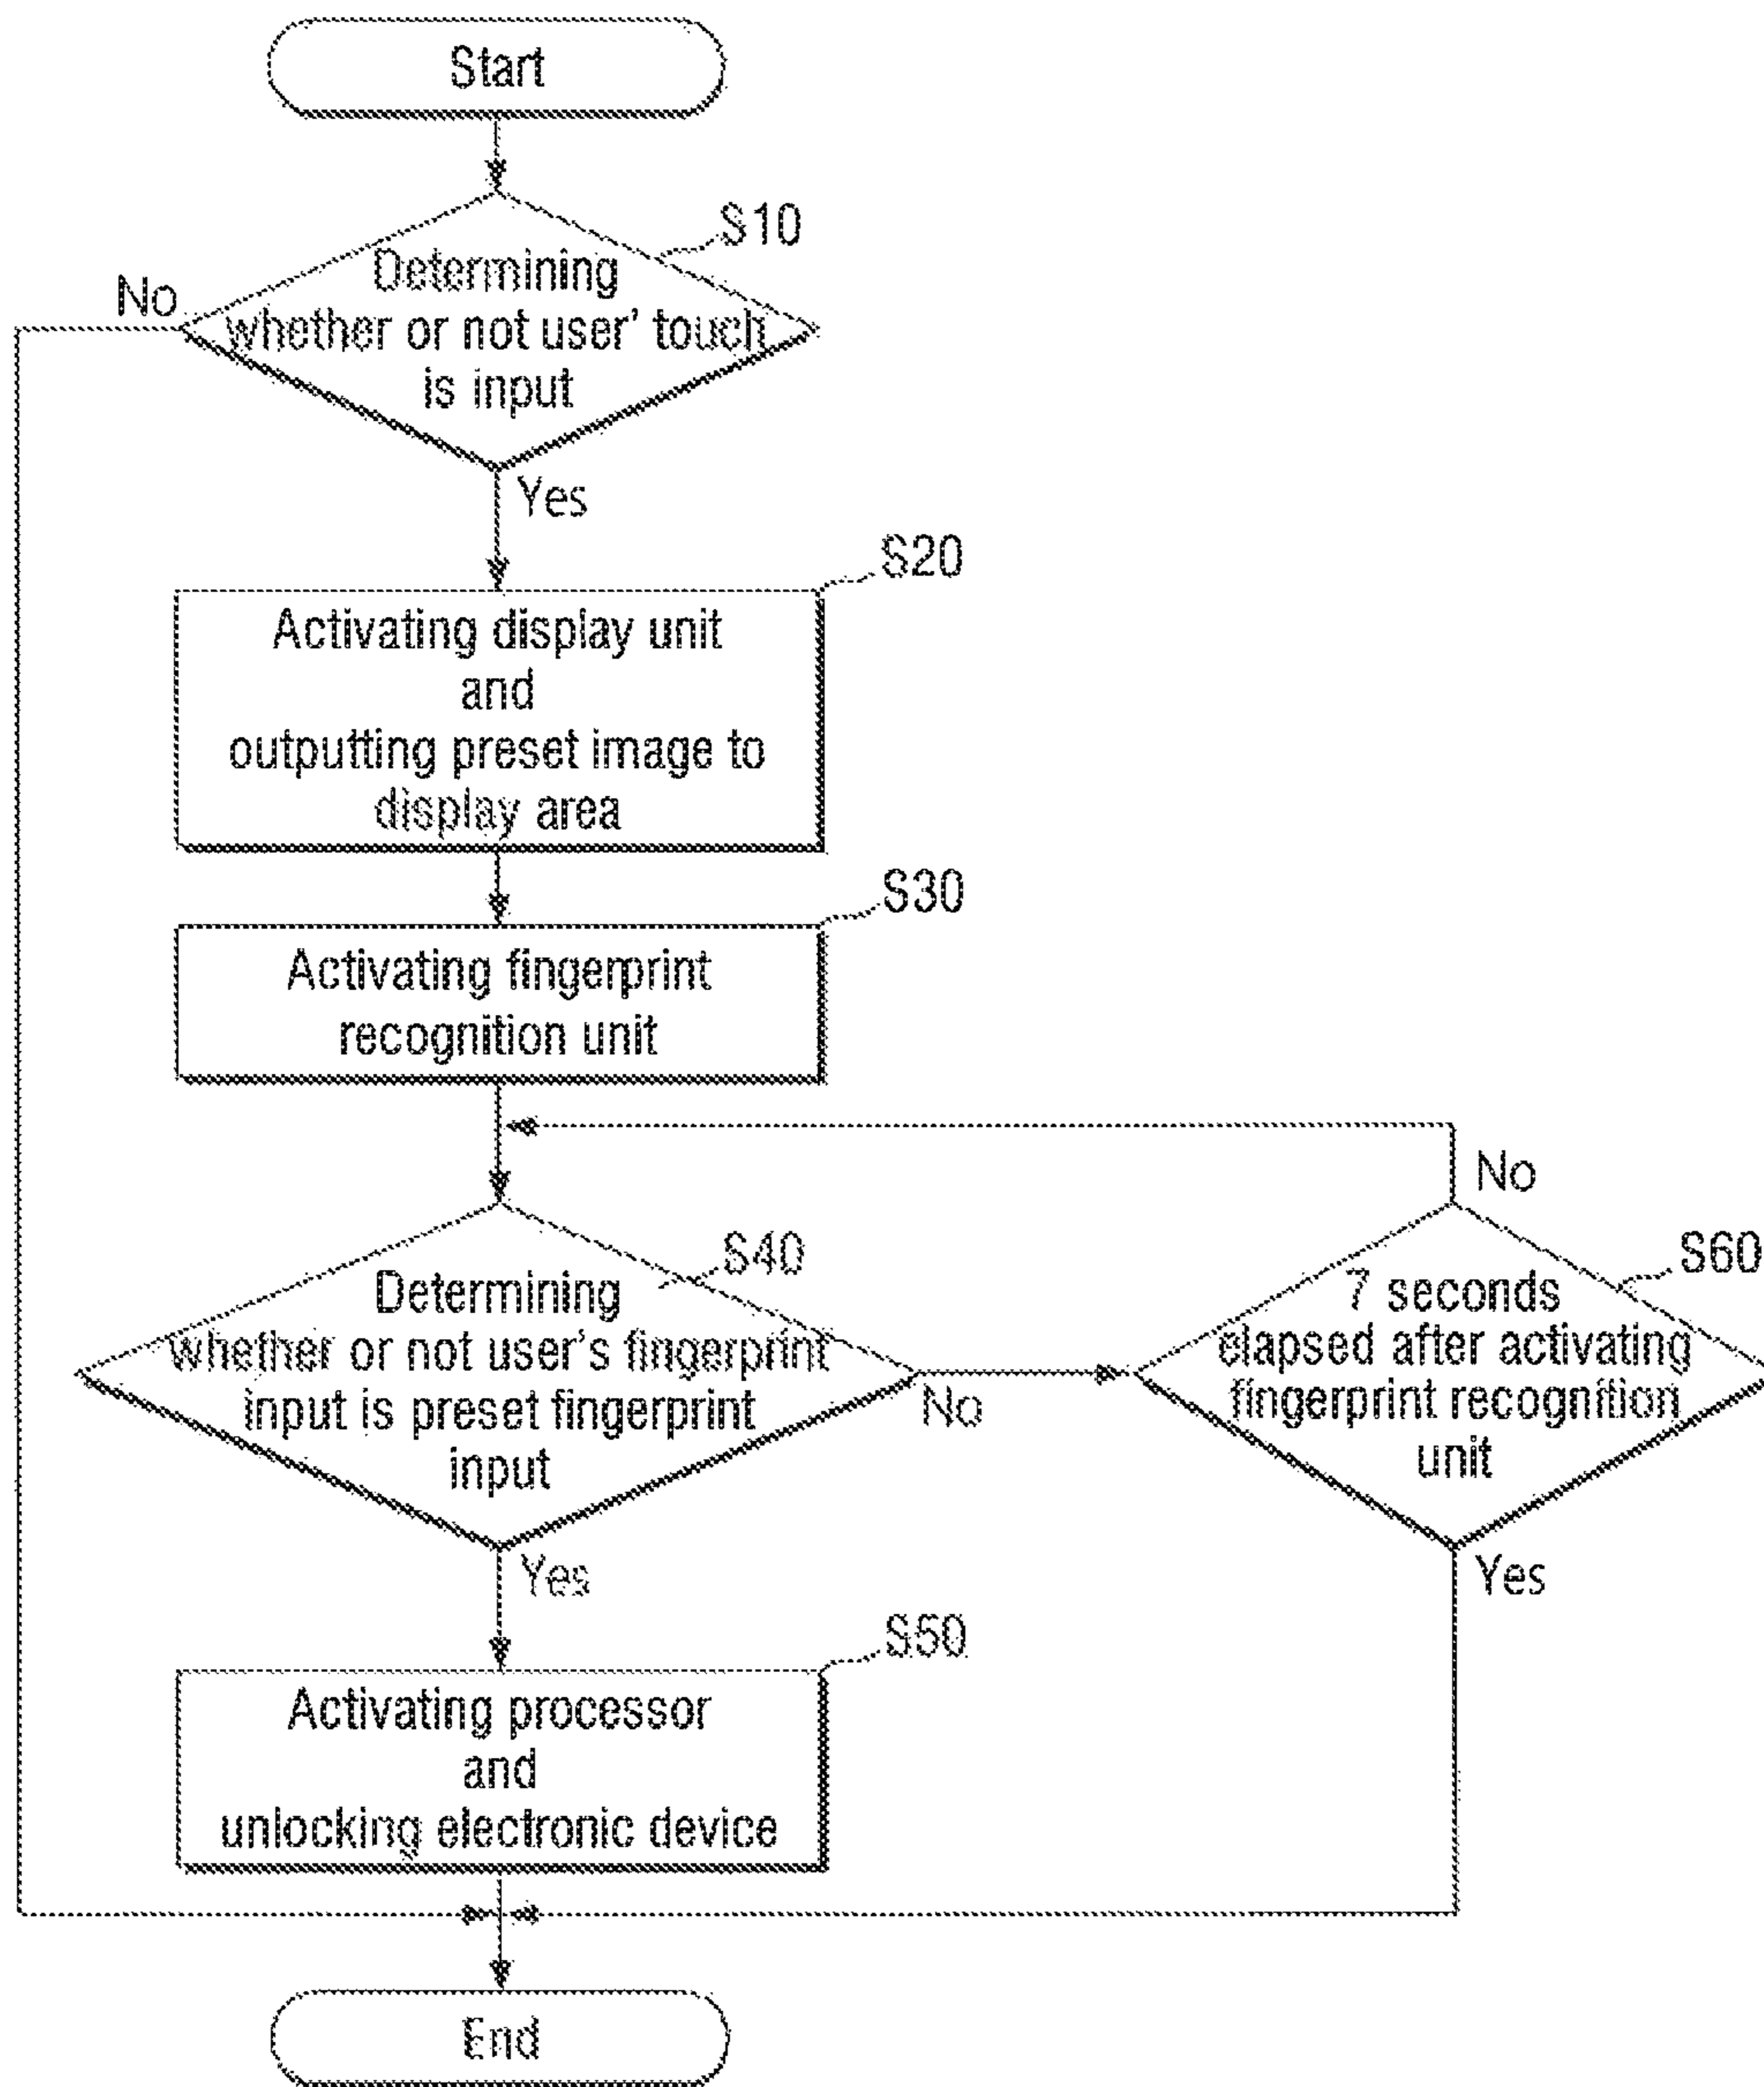 Start
S10
No
Determining
whether or not user' touch
is input
Yes
S20
Activating display unit
and
outputting preset image to
display area
S30
Activating fingerprint
recognition unit
No
S40
Determining
whether or not user's fingerprint
input is preset fingerprint
input
No
S60
7 seconds
elapsed after activating
fingerprint recognition
unit
Yes
Yes
S50
Activating processor
and
unlocking electronic device
End